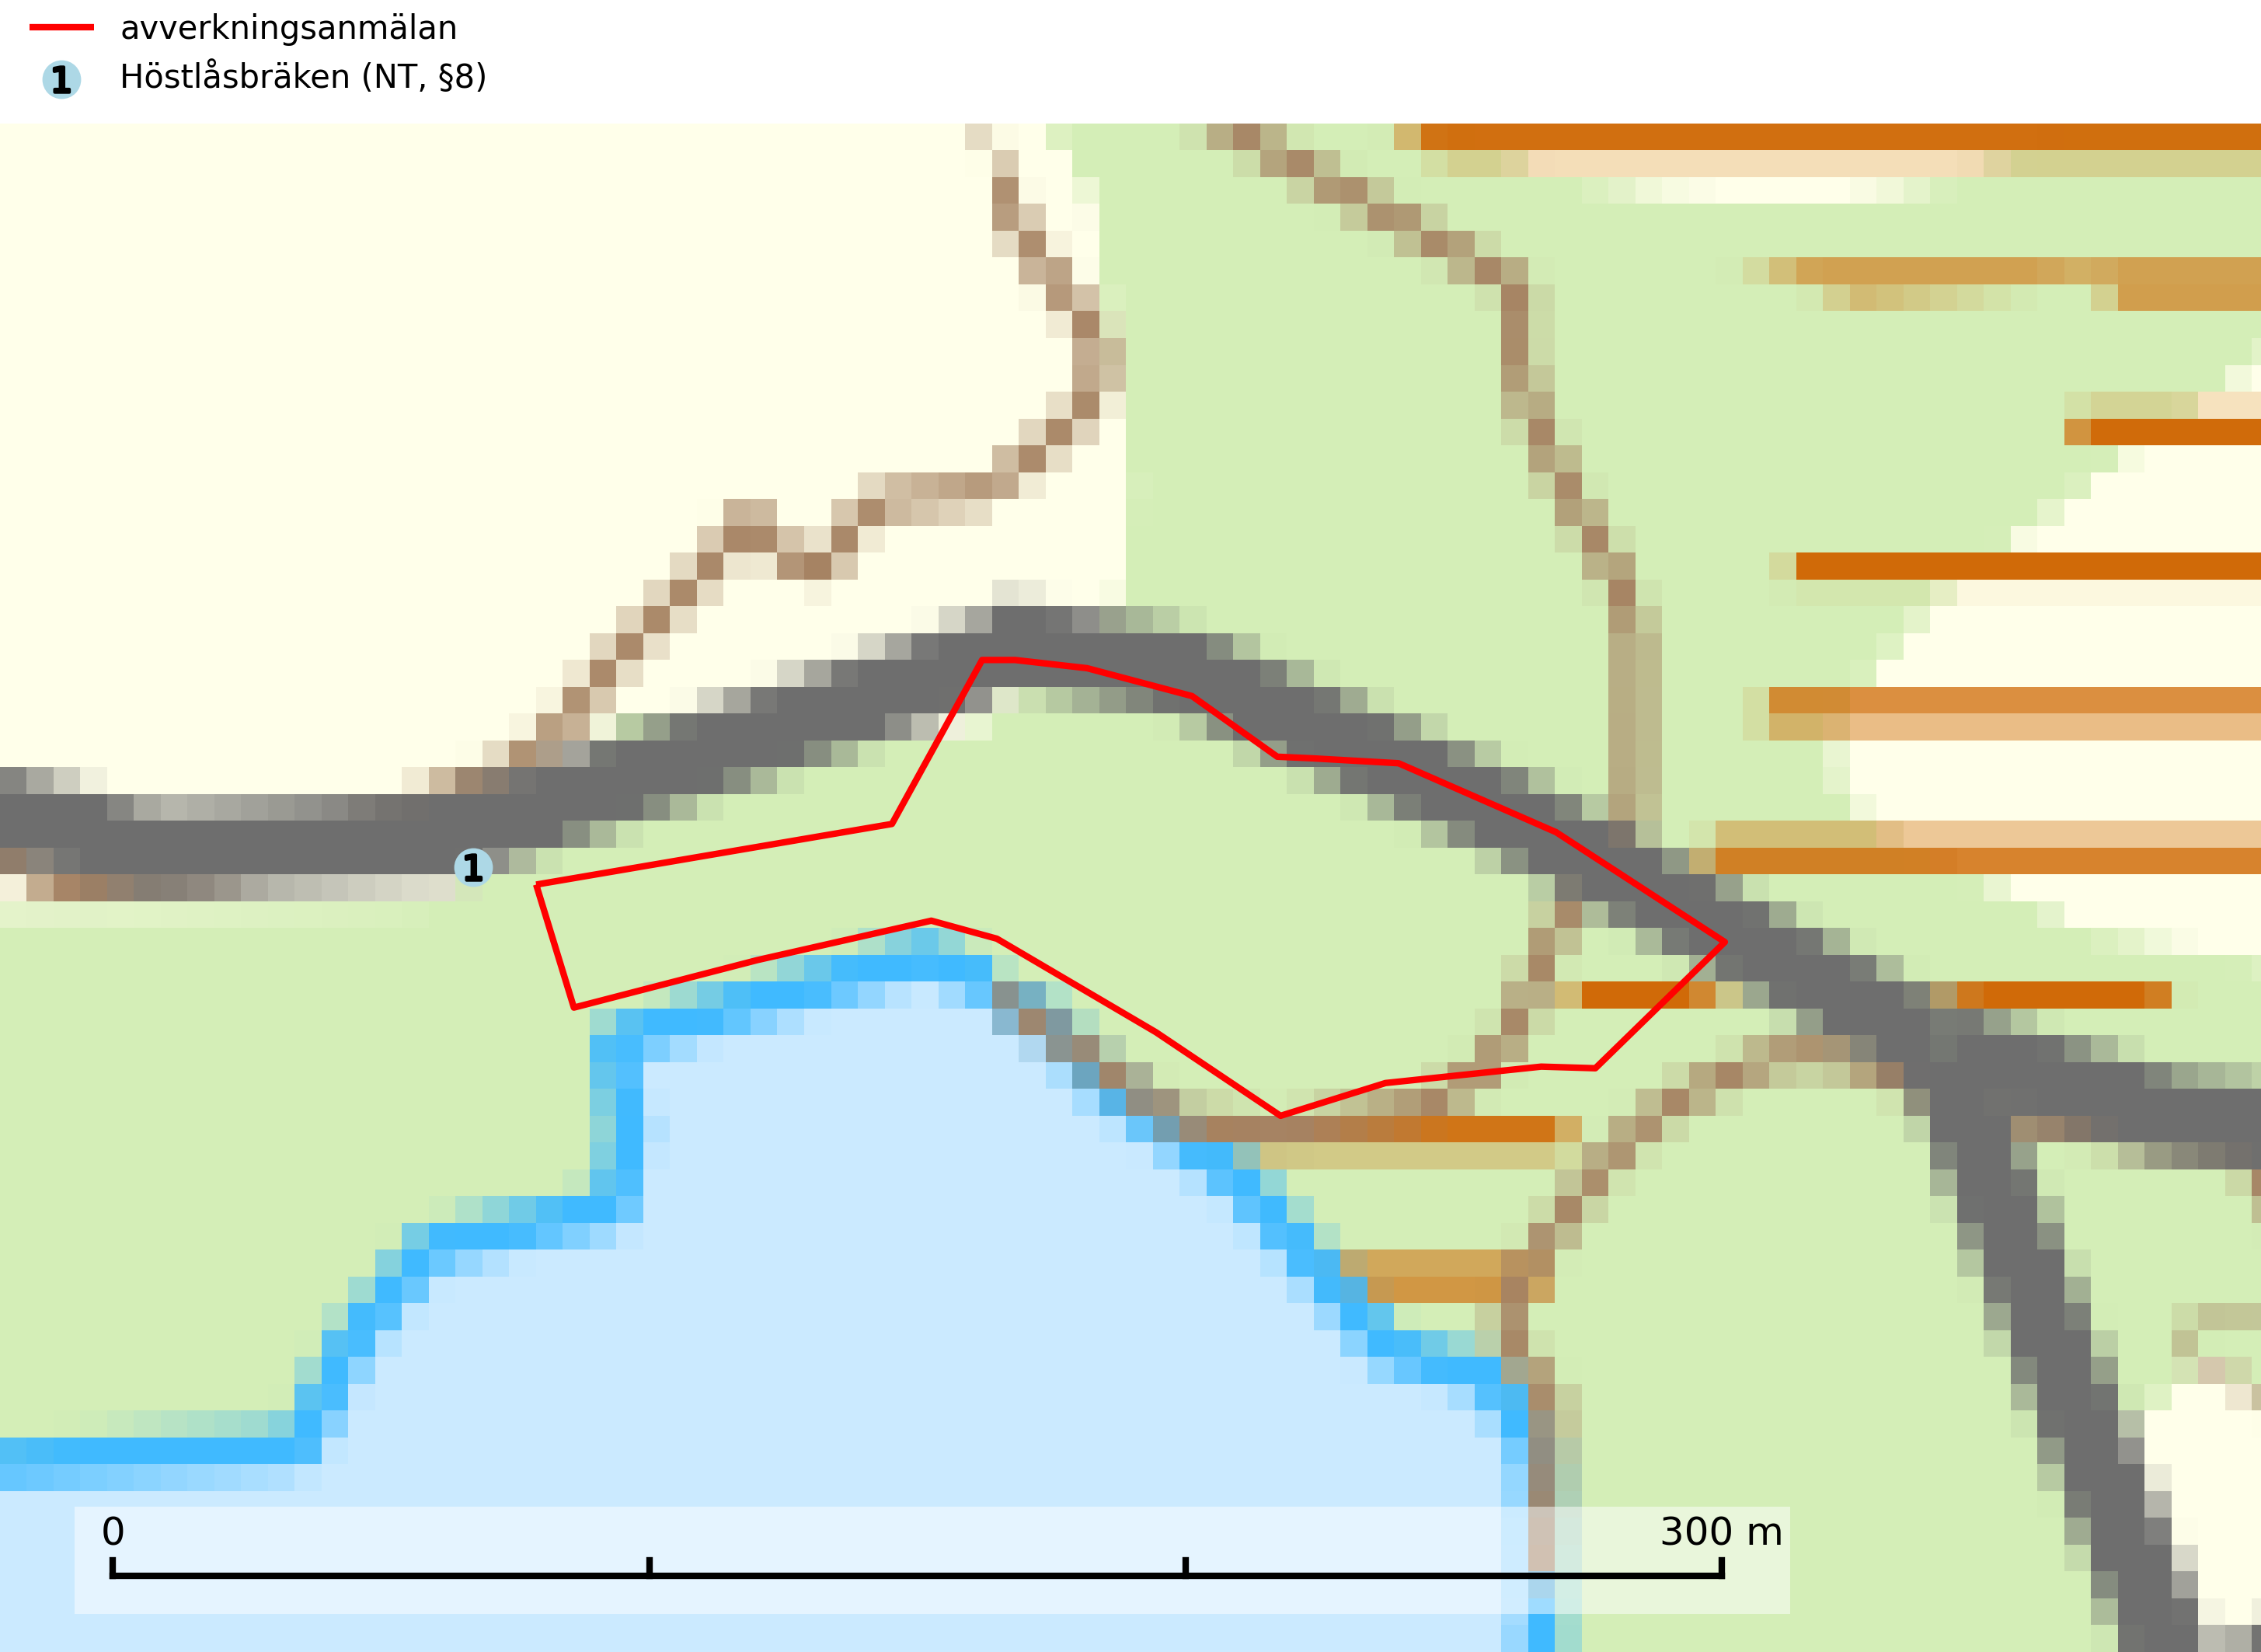 avverkningsanmälan
1 Höstlåsbräken (NT, §8)
1
0 300 m